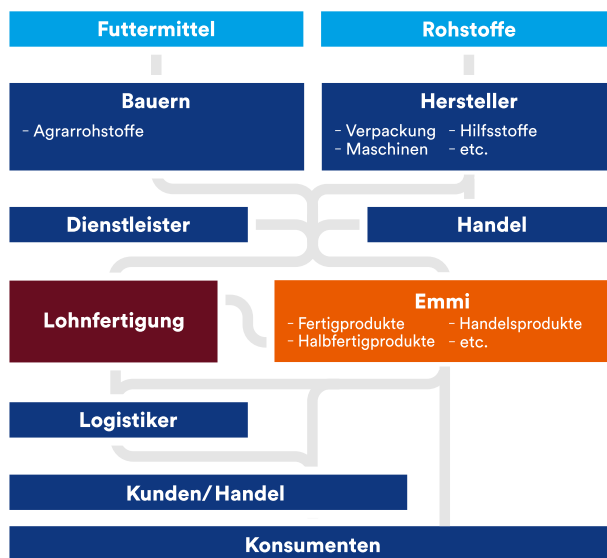 Futtermittel
Rohstoffe
Bauern
- Agrarrohstoffe
Hersteller
- Verpackung - Hilfsstoffe
- Maschinen - etc.
Dienstleister
Handel
Lohnfertigung
Emmi
- Fertigprodukte - Handelsprodukte
- Halbfertigprodukte - etc.
Logistiker
Kunden/Handel
Konsumenten